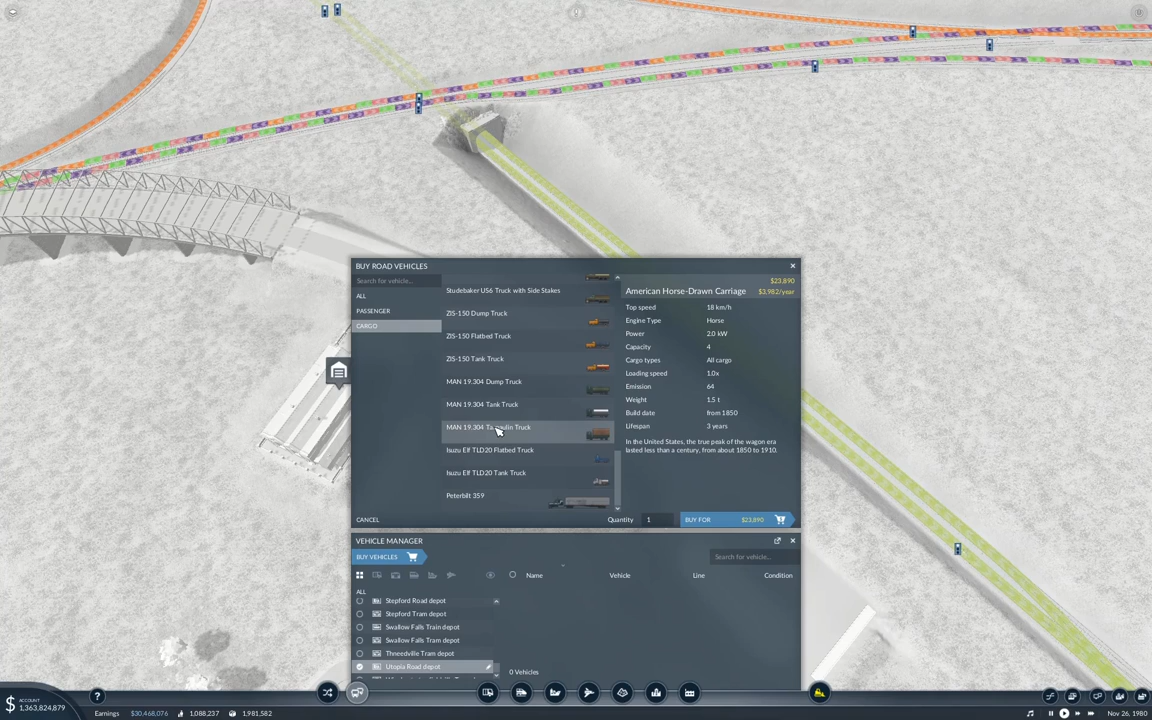 BUY ROAD VEHICLES
Search for vehicle...
ALL
PASSENGER
CARGO
Studebaker US6 Truck with Side Stakes
ZIS-150 Dump Truck
ZIS-150 Flatbed Truck
ZIS-150 Tank Truck
MAN 19.304 Dump Truck
MAN 19.304 Tank Truck
MAN 19.304 Tarpaulin Truck
Isuzu Elf TLD20 Flatbed Truck
Isuzu Elf TLD20 Tank Truck
Peterbilt 359
$23,890
American Horse-Drawn Carriage $3,982/year
Top speed 18 km/h
Engine Type Horse
Power 2.0 kW
Capacity 4
Cargo types All cargo
Loading speed 1.0x
Emission 64
Weight 1.5 t
Build date from 1850
Lifespan 3 years
In the United States, the true peak of the wagon era
lasted less than a century, from about 1850 to 1910.
CANCEL Quantity 1 BUY FOR $23,890
VEHICLE MANAGER
BUY VEHICLES Search for vehicle...
Name Vehicle Line Condition
ALL
Stepford Road depot
Stepford Tram depot
Swallow Falls Train depot
Swallow Falls Tram depot
Thneedville Tram depot
Utopia Road depot
0 Vehicles
$ ACCOUNT
1,363,824,879
?
Earnings $30,468,076 1,088,237 1,981,582 Nov 26, 1980